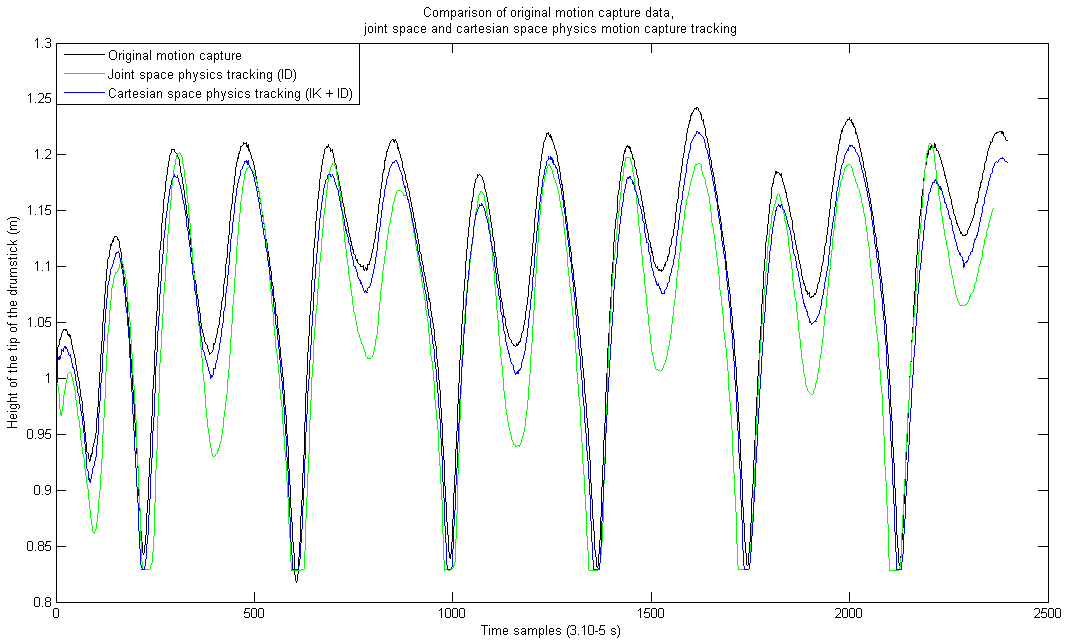 Comparison of original motion capture data,
joint space and cartesian space physics motion capture tracking
Original motion capture
Joint space physics tracking (ID)
Cartesian space physics tracking (IK + ID)
Height of the tip of the drumstick (m)
1.3
1.25
1.2
1.15
1.1
1.05
1
0.95
0.9
0.85
0.8
0 500 1000 1500 2000 2500
Time samples (3.10-5 s)